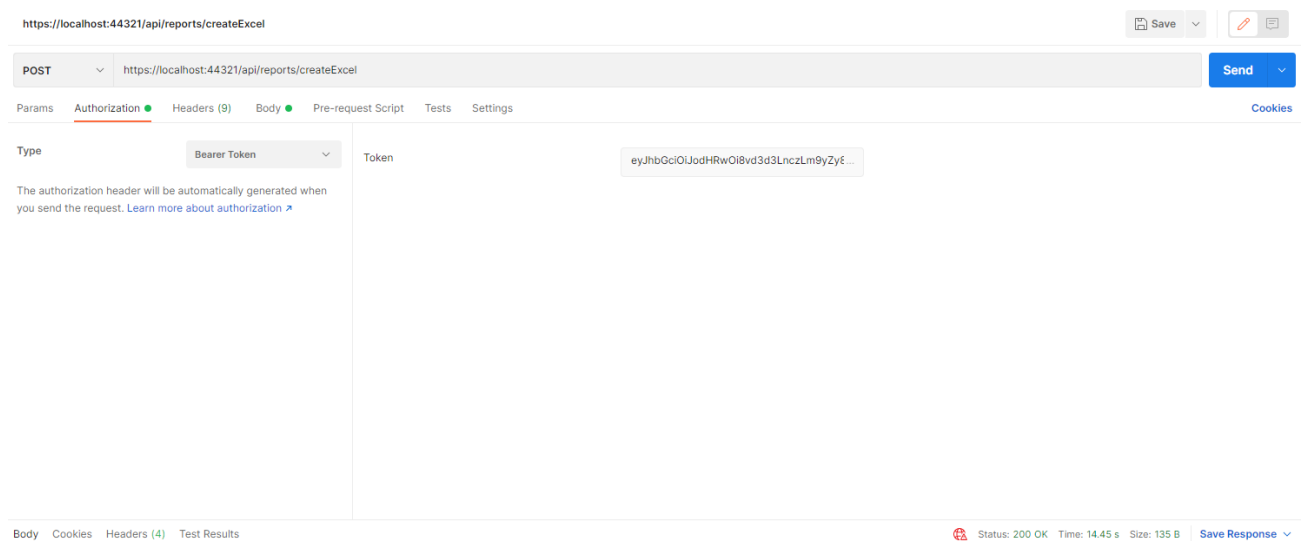 https://localhost:44321/api/reports/createExcel
Save
POST
https://localhost:44321/api/reports/createExcel
Send
Params Authorization Headers (9) Body Pre-request Script Tests Settings Cookies
Type
Bearer Token
Token
eyJhbGciOiJodHRwOi8vd3d3LnczLm9yZy8...
The authorization header will be automatically generated when
you send the request. Learn more about authorization ↗
Body Cookies Headers (4) Test Results Status: 200 OK Time: 14.45 s Size: 135 B Save Response